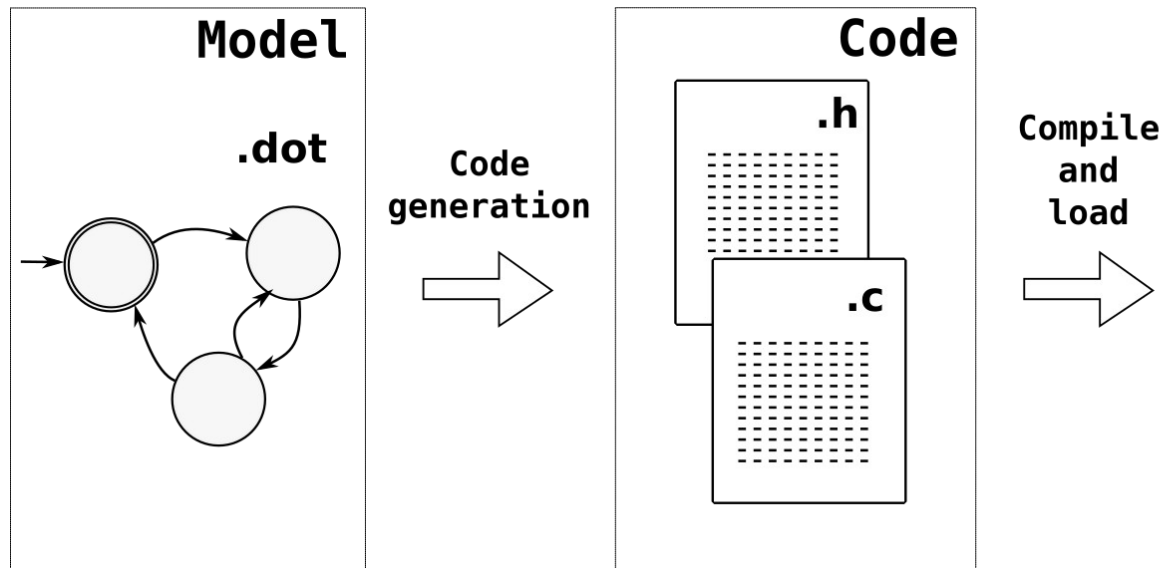 Model
.dot
Code
generation
Code
.h
.c
Compile
and
load